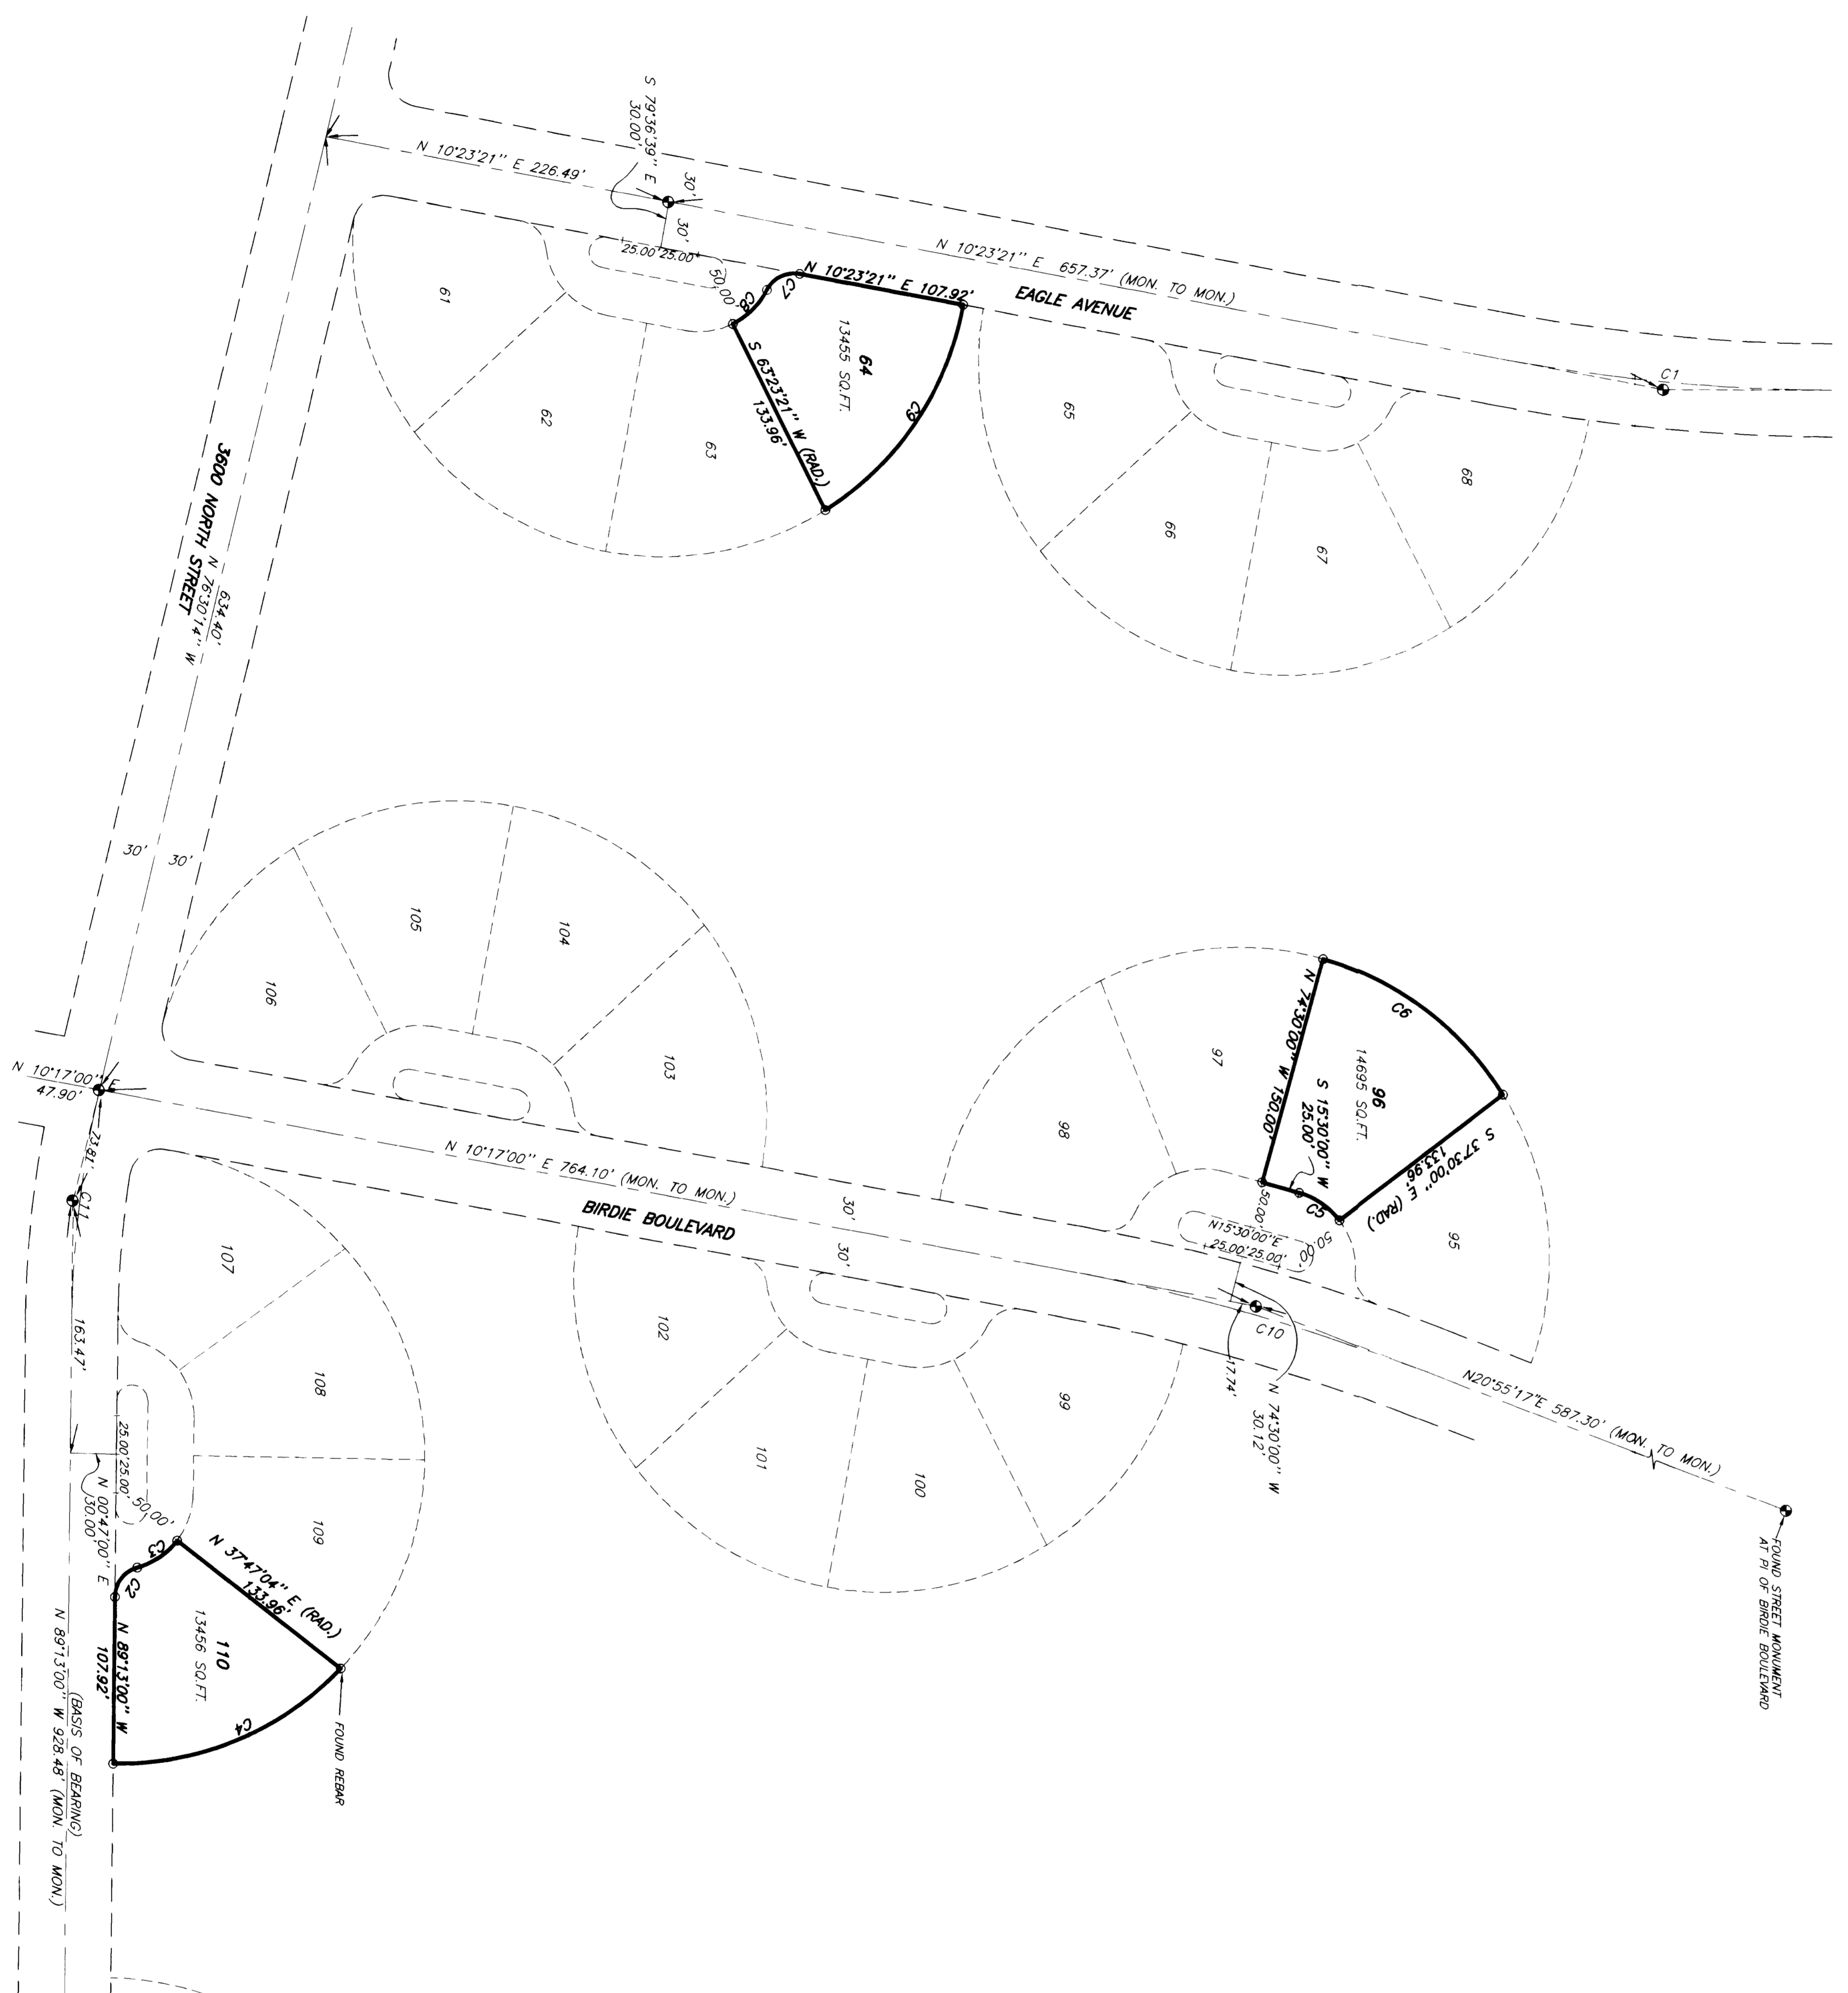 S 79°36'39" E
30.00'
N 10°23'21" E 226.49'
30'
30'
25.00' 25.00'
50.00'
N 10°23'21" E 657.37' (MON. TO MON.)
EAGLE AVENUE
C1
N 10°23'21" E 107.92'
C7
C8
64
13455 SQ.FT.
S 63°23'21" W (RAD.)
133.96'
C9
61
62
63
65
66
67
68
3600 NORTH STREET
634.40'
N 76°30'14" W
30'
30'
106
105
104
103
97
98
C6
N 74°30'00" W 150.00'
96
14695 SQ.FT.
S 15°30'00" W
25.00'
S 37°30'00" E (RAD.)
133.96'
C5
50.00'
N15°30'00"E
25.00' 25.00'
50.00'
95
N 10°17'00" E
47.90'
73.81'
C11
N 10°17'00" E 764.10' (MON. TO MON.)
BIRDIE BOULEVARD
30'
30'
C10
17.74'
N 74°30'00" W
30.12'
N20°55'17"E 587.30' (MON. TO MON.)
FOUND STREET MONUMENT
AT PI OF BIRDIE BOULEVARD
102
101
100
99
107
108
109
163.47'
25.00' 25.00'
50.00'
N 00°47'00" E
30.00'
C3
C2
N 37°47'04" E (RAD.)
133.96'
110
13456 SQ.FT.
N 89°13'00" W
107.92'
C4
FOUND REBAR
(BASIS OF BEARING)
N 89°13'00" W 928.48' (MON. TO MON.)